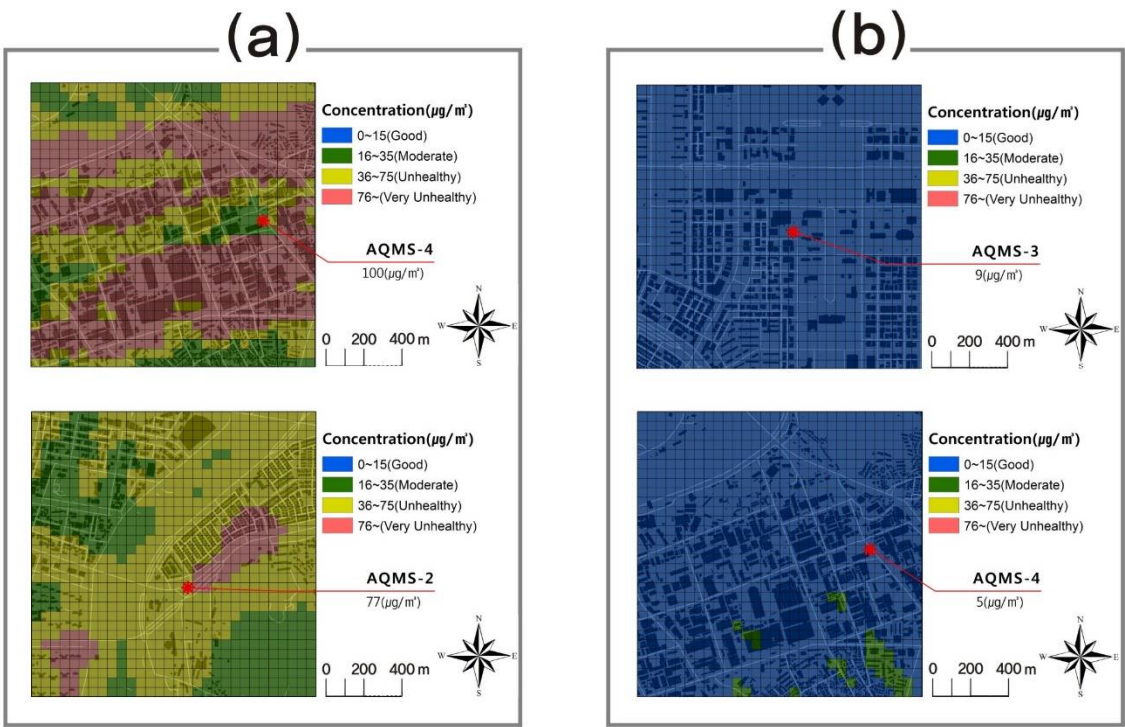 (a)
Concentration(㎍/㎥)
0~15(Good)
16~35(Moderate)
36~75(Unhealthy)
76~(Very Unhealthy)
AQMS-4
100(㎍/㎥)
N
W E
S
0 200 400 m
Concentration(㎍/㎥)
0~15(Good)
16~35(Moderate)
36~75(Unhealthy)
76~(Very Unhealthy)
AQMS-2
77(㎍/㎥)
N
W E
S
0 200 400 m
(b)
Concentration(㎍/㎥)
0~15(Good)
16~35(Moderate)
36~75(Unhealthy)
76~(Very Unhealthy)
AQMS-3
9(㎍/㎥)
N
W E
S
0 200 400 m
Concentration(㎍/㎥)
0~15(Good)
16~35(Moderate)
36~75(Unhealthy)
76~(Very Unhealthy)
AQMS-4
5(㎍/㎥)
N
W E
S
0 200 400 m